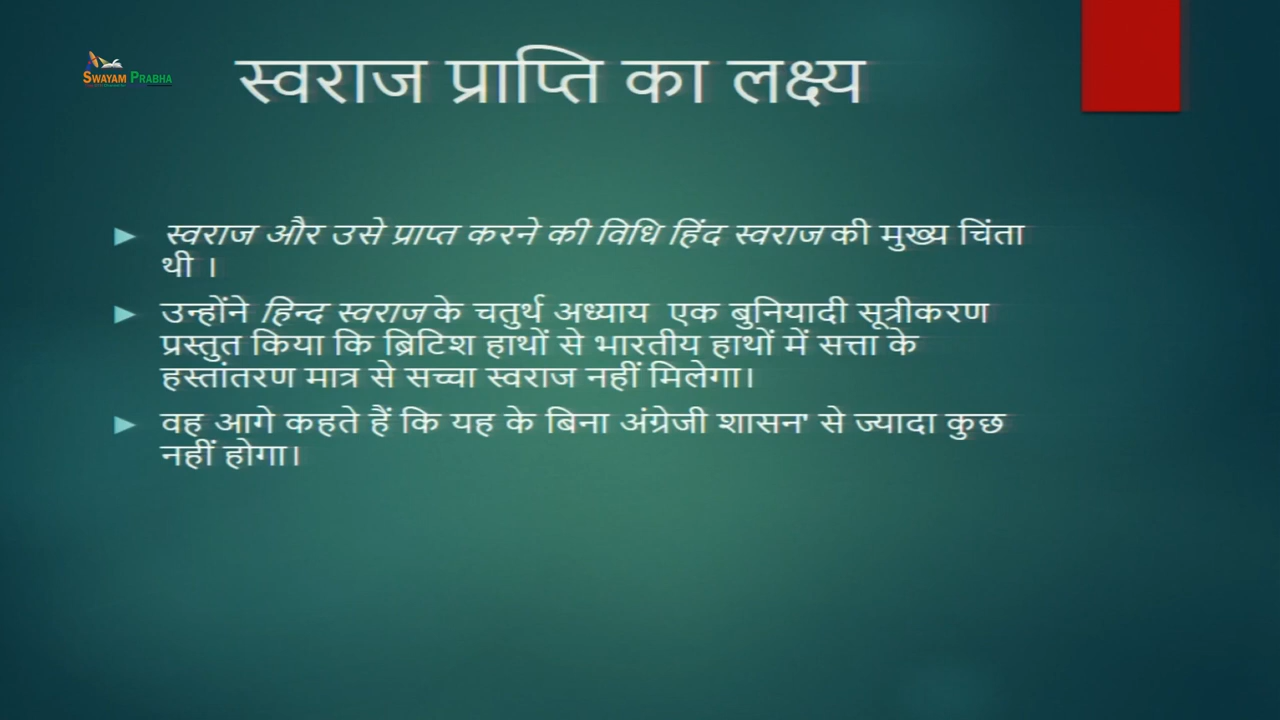 SWAYAM PRABHA
स्वराज प्राप्ति का लक्ष्य
स्वराज और उसे प्राप्त करने की विधि हिंद स्वराज की मुख्य चिंता
थी ।
उन्होंने हिन्द स्वराज के चतुर्थ अध्याय एक बुनियादी सूत्रीकरण
प्रस्तुत किया कि ब्रिटिश हाथों से भारतीय हाथों में सत्ता के
हस्तांतरण मात्र से सच्चा स्वराज नहीं मिलेगा।
वह आगे कहते हैं कि यह के बिना अंग्रेजी शासन' से ज्यादा कुछ
नहीं होगा।